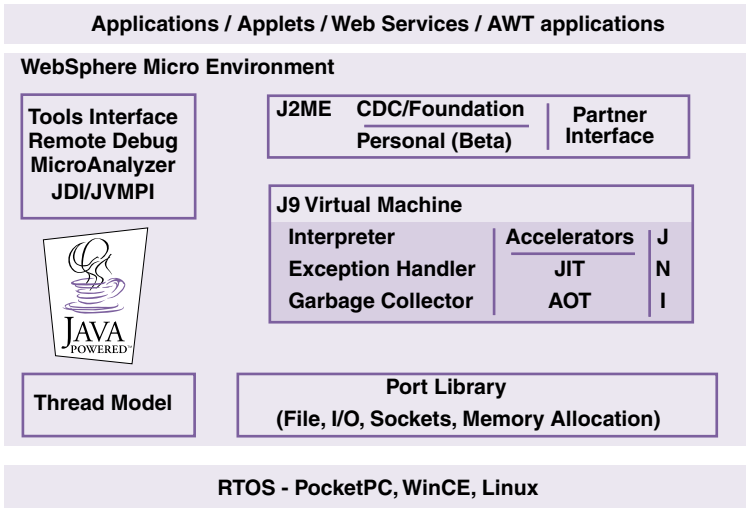 Applications / Applets / Web Services / AWT applications
WebSphere Micro Environment
Tools Interface
Remote Debug
MicroAnalyzer
JDI/JVMPI
J2ME CDC/Foundation
Personal (Beta)
Partner
Interface
J9 Virtual Machine
Interpreter
Exception Handler
Garbage Collector
Accelerators
JIT
AOT
J
N
I
JAVA
POWERED™
Thread Model
Port Library
(File, I/O, Sockets, Memory Allocation)
RTOS - PocketPC, WinCE, Linux